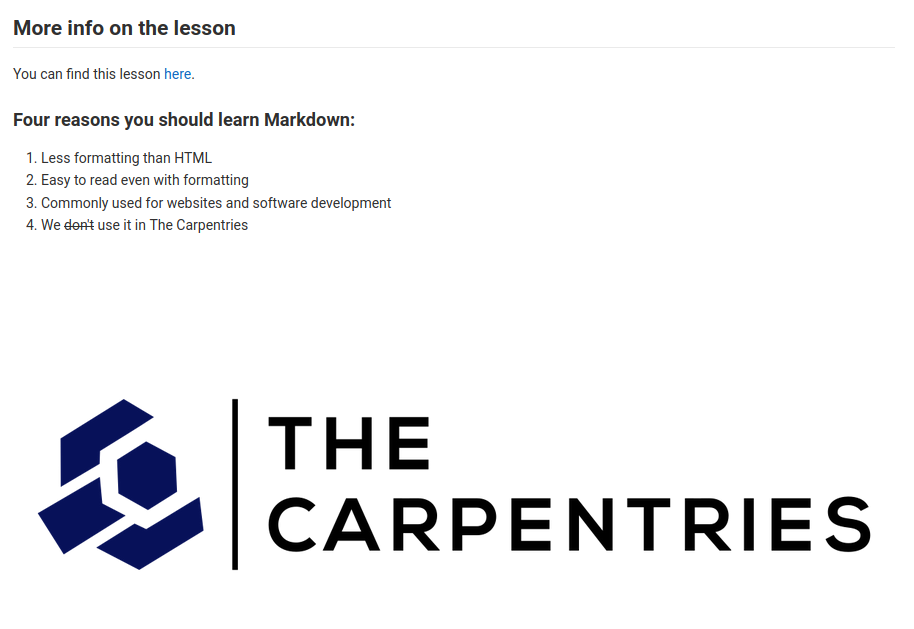 More info on the lesson
You can find this lesson here.
Four reasons you should learn Markdown:
1. Less formatting than HTML
2. Easy to read even with formatting
3. Commonly used for websites and software development
4. We don't use it in The Carpentries
THE
CARPENTRIES